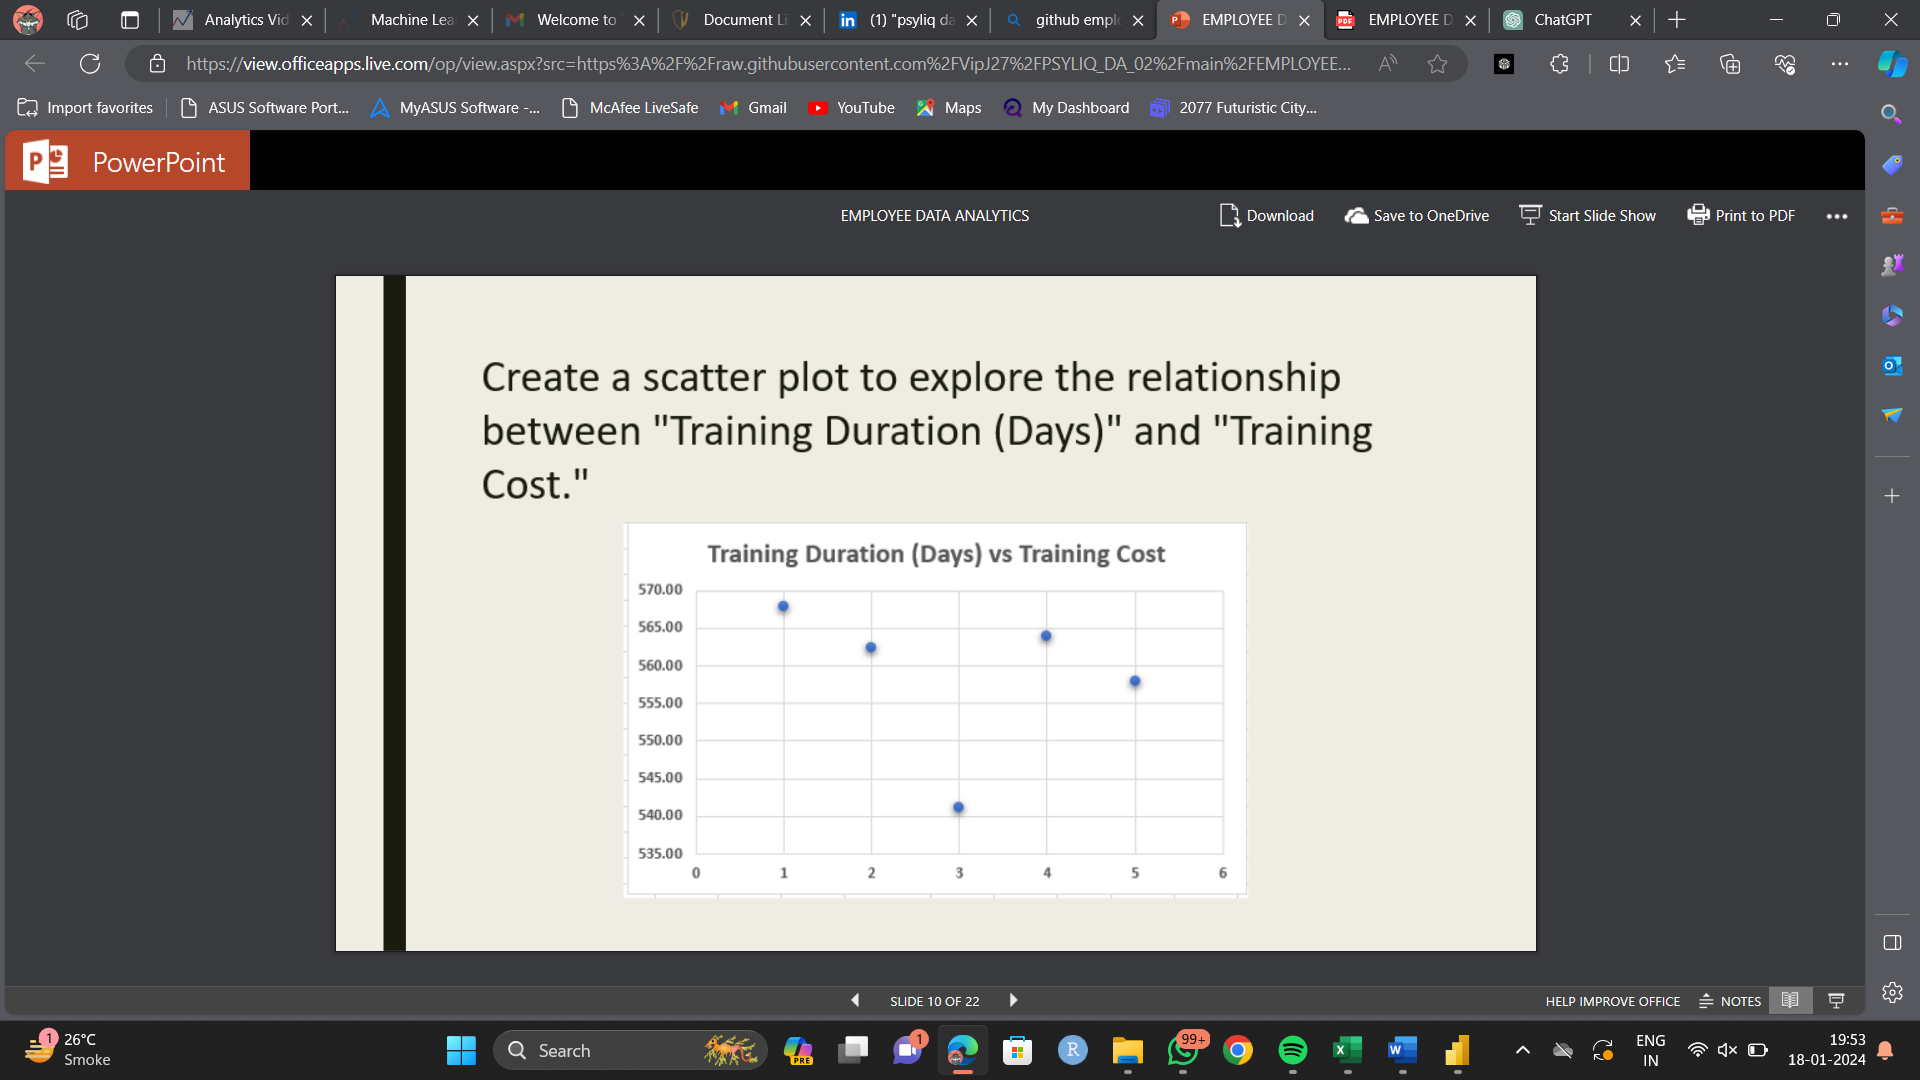 Analytics Vid
Machine Lea
Welcome to
Document Li
(1) "psyliq da
github emplo
EMPLOYEE D
EMPLOYEE D
ChatGPT
https://view.officeapps.live.com/op/view.aspx?src=https%3A%2F%2Fraw.githubusercontent.com%2FVipJ27%2FPSYLIQ_DA_02%2Fmain%2FEMPLOYEE...
Import favorites
ASUS Software Port...
MyASUS Software -...
McAfee LiveSafe
Gmail
YouTube
Maps
My Dashboard
2077 Futuristic City...
PowerPoint
EMPLOYEE DATA ANALYTICS
Download
Save to OneDrive
Start Slide Show
Print to PDF
Create a scatter plot to explore the relationship
between "Training Duration (Days)" and "Training
Cost."
Training Duration (Days) vs Training Cost
570.00
565.00
560.00
555.00
550.00
545.00
540.00
535.00
0 1 2 3 4 5 6
SLIDE 10 OF 22
HELP IMPROVE OFFICE
NOTES
1
26°C
Smoke
Search
PRE
1
99+
ENG
IN
19:53
18-01-2024